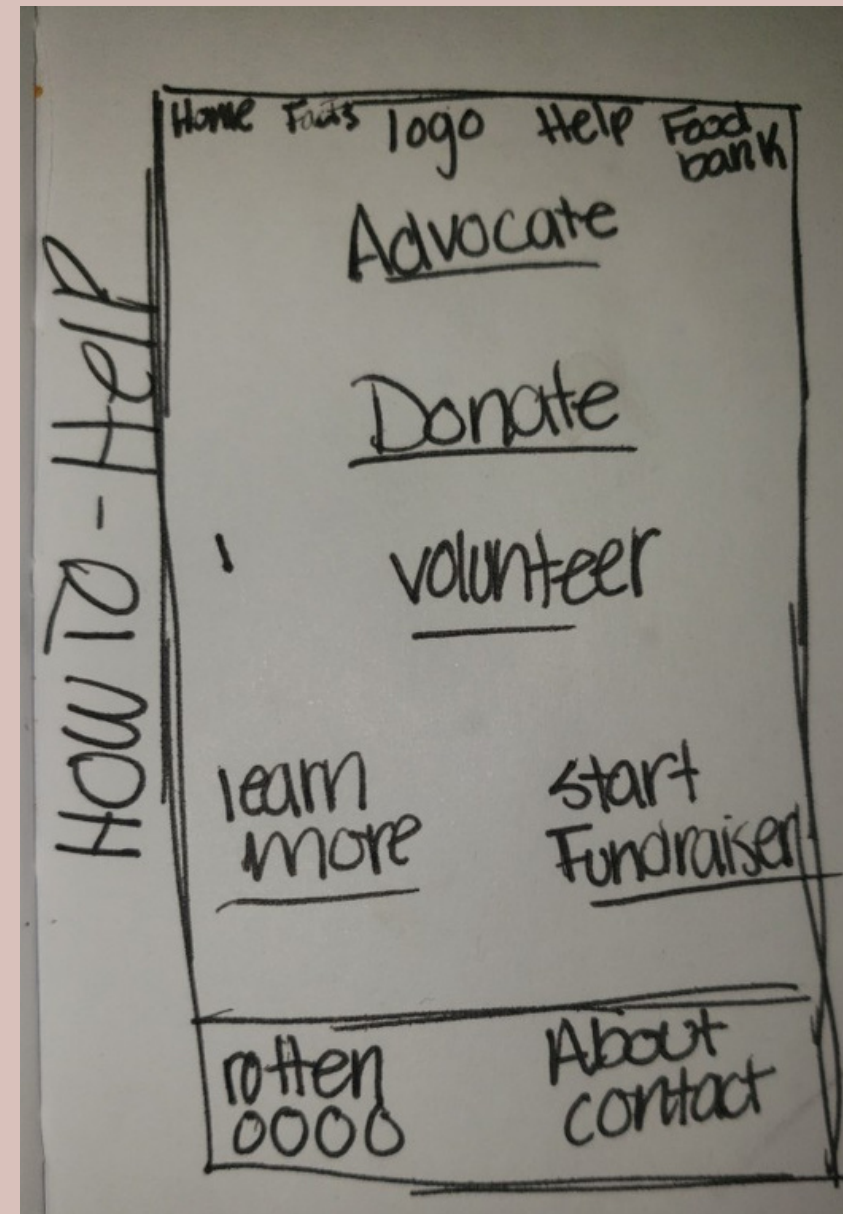 How To - Help
Home Facts logo Help Food bank
Advocate
Donate
volunteer
learn
more
start
Fundraiser
rotten
0000
About
contact